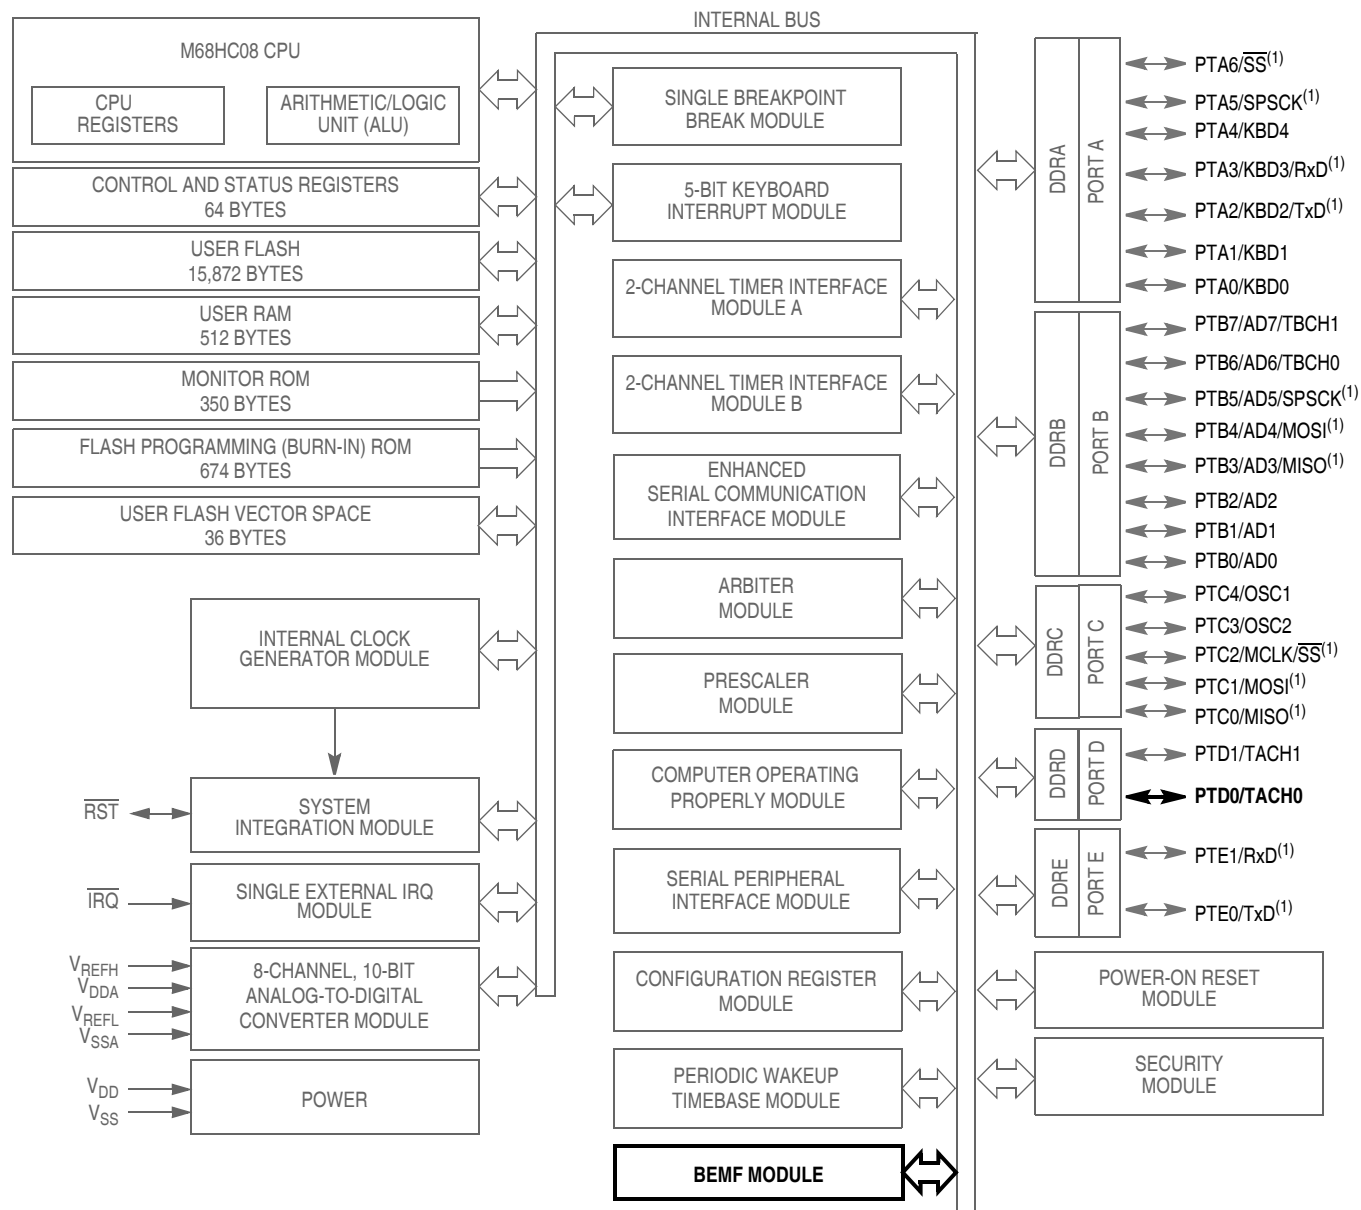 INTERNAL BUS
M68HC08 CPU
CPU
REGISTERS
ARITHMETIC/LOGIC
UNIT (ALU)
CONTROL AND STATUS REGISTERS
64 BYTES
USER FLASH
15,872 BYTES
USER RAM
512 BYTES
MONITOR ROM
350 BYTES
FLASH PROGRAMMING (BURN-IN) ROM
674 BYTES
USER FLASH VECTOR SPACE
36 BYTES
INTERNAL CLOCK
GENERATOR MODULE
R̅S̅T̅
SYSTEM
INTEGRATION MODULE
I̅R̅Q̅
SINGLE EXTERNAL IRQ
MODULE
V_REFH
V_DDA
V_REFL
V_SSA
8-CHANNEL, 10-BIT
ANALOG-TO-DIGITAL
CONVERTER MODULE
V_DD
V_SS
POWER
SINGLE BREAKPOINT
BREAK MODULE
5-BIT KEYBOARD
INTERRUPT MODULE
2-CHANNEL TIMER INTERFACE
MODULE A
2-CHANNEL TIMER INTERFACE
MODULE B
ENHANCED
SERIAL COMMUNICATION
INTERFACE MODULE
ARBITER
MODULE
PRESCALER
MODULE
COMPUTER OPERATING
PROPERLY MODULE
SERIAL PERIPHERAL
INTERFACE MODULE
CONFIGURATION REGISTER
MODULE
PERIODIC WAKEUP
TIMEBASE MODULE
BEMF MODULE
DDRA
PORT A
PTA6/S̅S̅(1)
PTA5/SPSCK(1)
PTA4/KBD4
PTA3/KBD3/RxD(1)
PTA2/KBD2/TxD(1)
PTA1/KBD1
PTA0/KBD0
DDRB
PORT B
PTB7/AD7/TBCH1
PTB6/AD6/TBCH0
PTB5/AD5/SPSCK(1)
PTB4/AD4/MOSI(1)
PTB3/AD3/MISO(1)
PTB2/AD2
PTB1/AD1
PTB0/AD0
DDRC
PORT C
PTC4/OSC1
PTC3/OSC2
PTC2/MCLK/S̅S̅(1)
PTC1/MOSI(1)
PTC0/MISO(1)
DDRD
PORT D
PTD1/TACH1
PTD0/TACH0
DDRE
PORT E
PTE1/RxD(1)
PTE0/TxD(1)
POWER-ON RESET
MODULE
SECURITY
MODULE